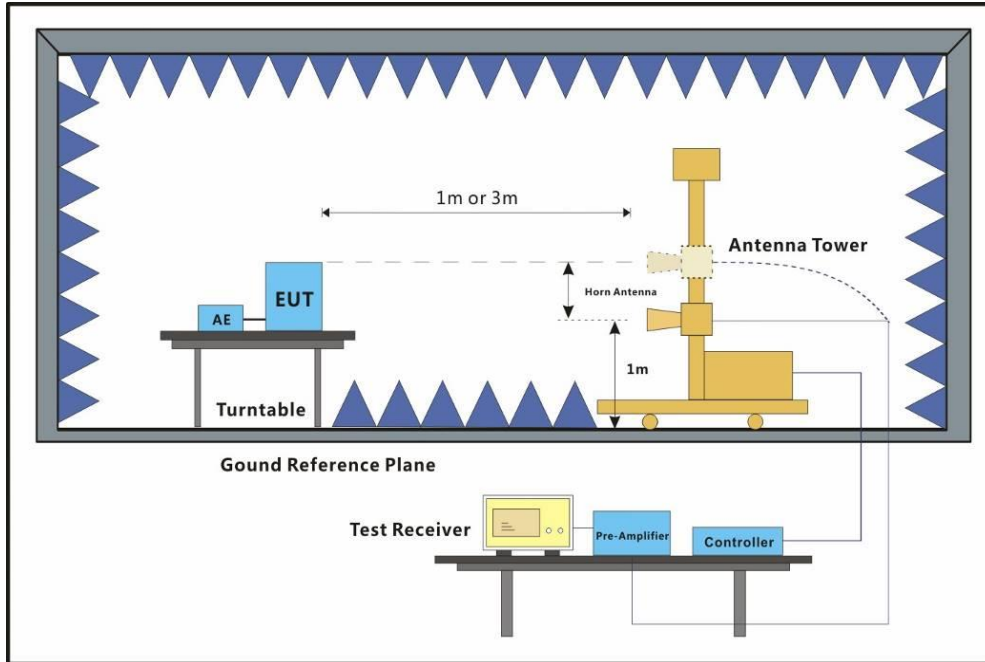 1m or 3m
Antenna Tower
EUT
Horn Antenna
AE
1m
Turntable
Gound Reference Plane
Test Receiver
Pre-Amplifier
Controller